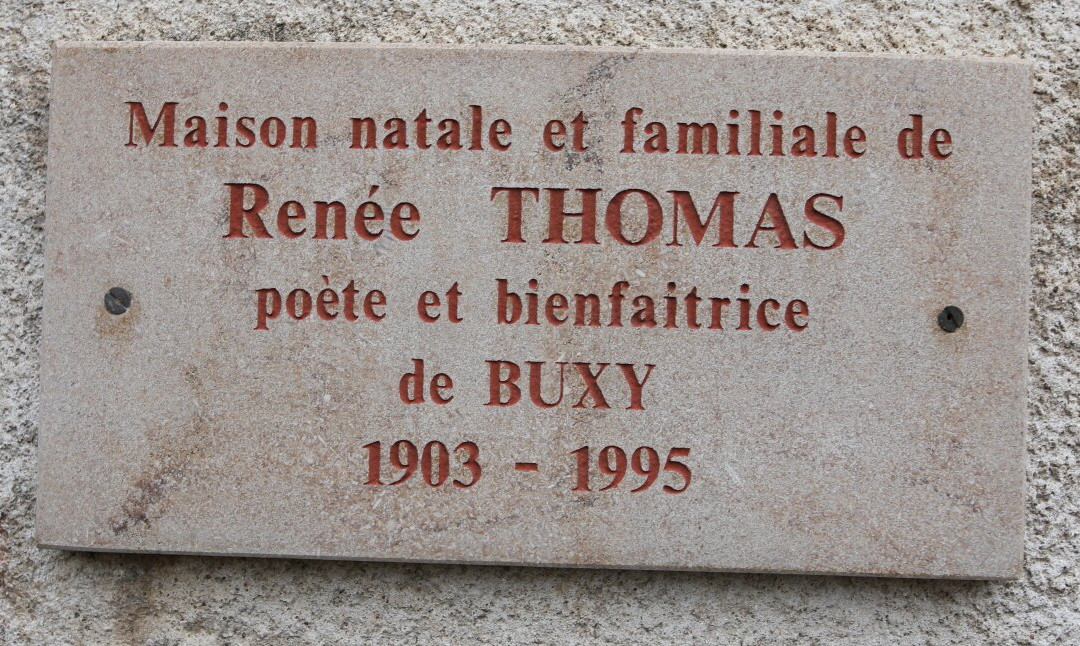 Maison natale et familiale de
Renée THOMAS
poète et bienfaitrice
de BUXY
1903 - 1995